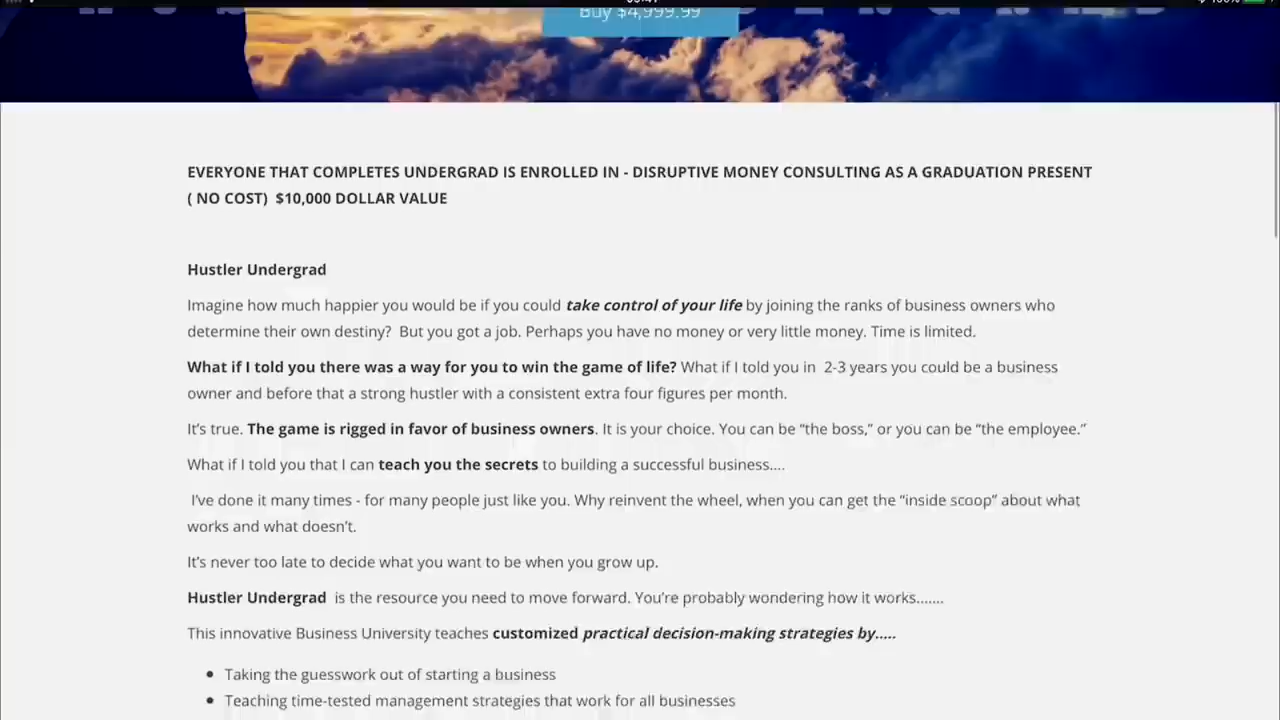 Buy $4,999.99
EVERYONE THAT COMPLETES UNDERGRAD IS ENROLLED IN - DISRUPTIVE MONEY CONSULTING AS A GRADUATION PRESENT
( NO COST)  $10,000 DOLLAR VALUE
Hustler Undergrad
Imagine how much happier you would be if you could take control of your life by joining the ranks of business owners who
determine their own destiny?  But you got a job. Perhaps you have no money or very little money. Time is limited.
What if I told you there was a way for you to win the game of life? What if I told you in  2-3 years you could be a business
owner and before that a strong hustler with a consistent extra four figures per month.
It's true. The game is rigged in favor of business owners. It is your choice. You can be “the boss,” or you can be “the employee.”
What if I told you that I can teach you the secrets to building a successful business....
I've done it many times - for many people just like you. Why reinvent the wheel, when you can get the “inside scoop” about what
works and what doesn't.
It's never too late to decide what you want to be when you grow up.
Hustler Undergrad  is the resource you need to move forward. You're probably wondering how it works.......
This innovative Business University teaches customized practical decision-making strategies by.....
• Taking the guesswork out of starting a business
• Teaching time-tested management strategies that work for all businesses